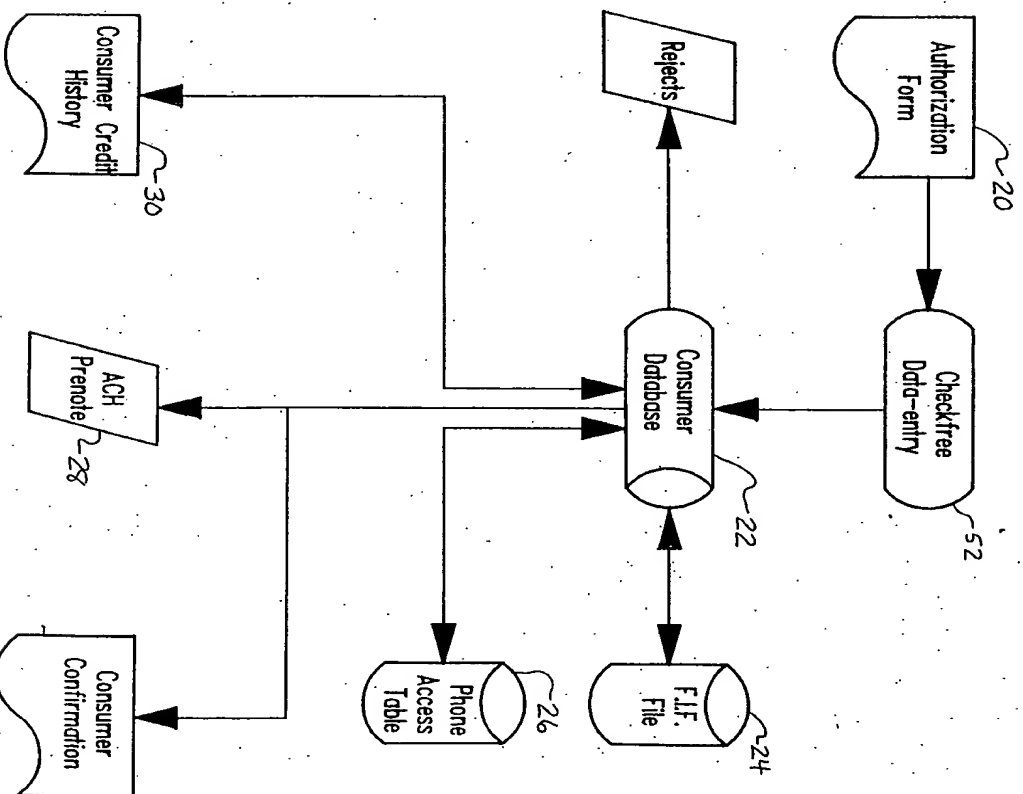 Authorization
Form
20
Checkfree
Data-entry
52
Rejects
Consumer
Database
22
F.I.F.
File
24
Phone
Access
Table
26
Consumer Credit
History
30
ACH
Prenote
28
Consumer
Confirmation